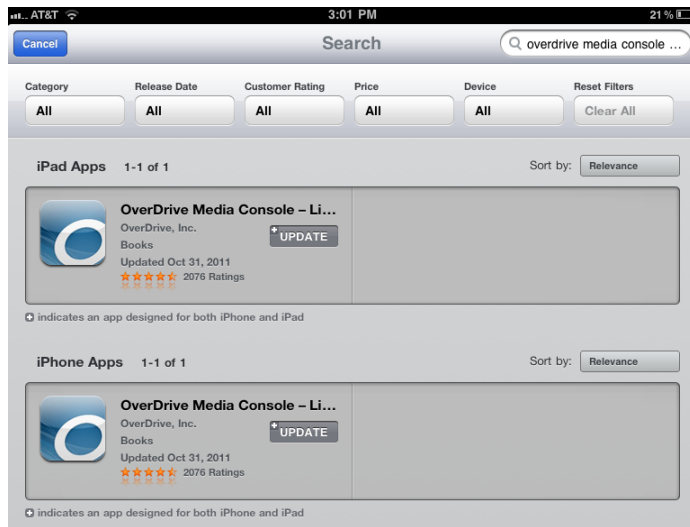 AT&T 3:01 PM 21 %
Cancel Search overdrive media console ...
Category Release Date Customer Rating Price Device Reset Filters
All All All All All Clear All
iPad Apps 1-1 of 1 Sort by: Relevance
OverDrive Media Console – Li...
OverDrive, Inc.
UPDATE
Books
Updated Oct 31, 2011
2076 Ratings
indicates an app designed for both iPhone and iPad
iPhone Apps 1-1 of 1 Sort by: Relevance
OverDrive Media Console – Li...
OverDrive, Inc.
UPDATE
Books
Updated Oct 31, 2011
2076 Ratings
indicates an app designed for both iPhone and iPad